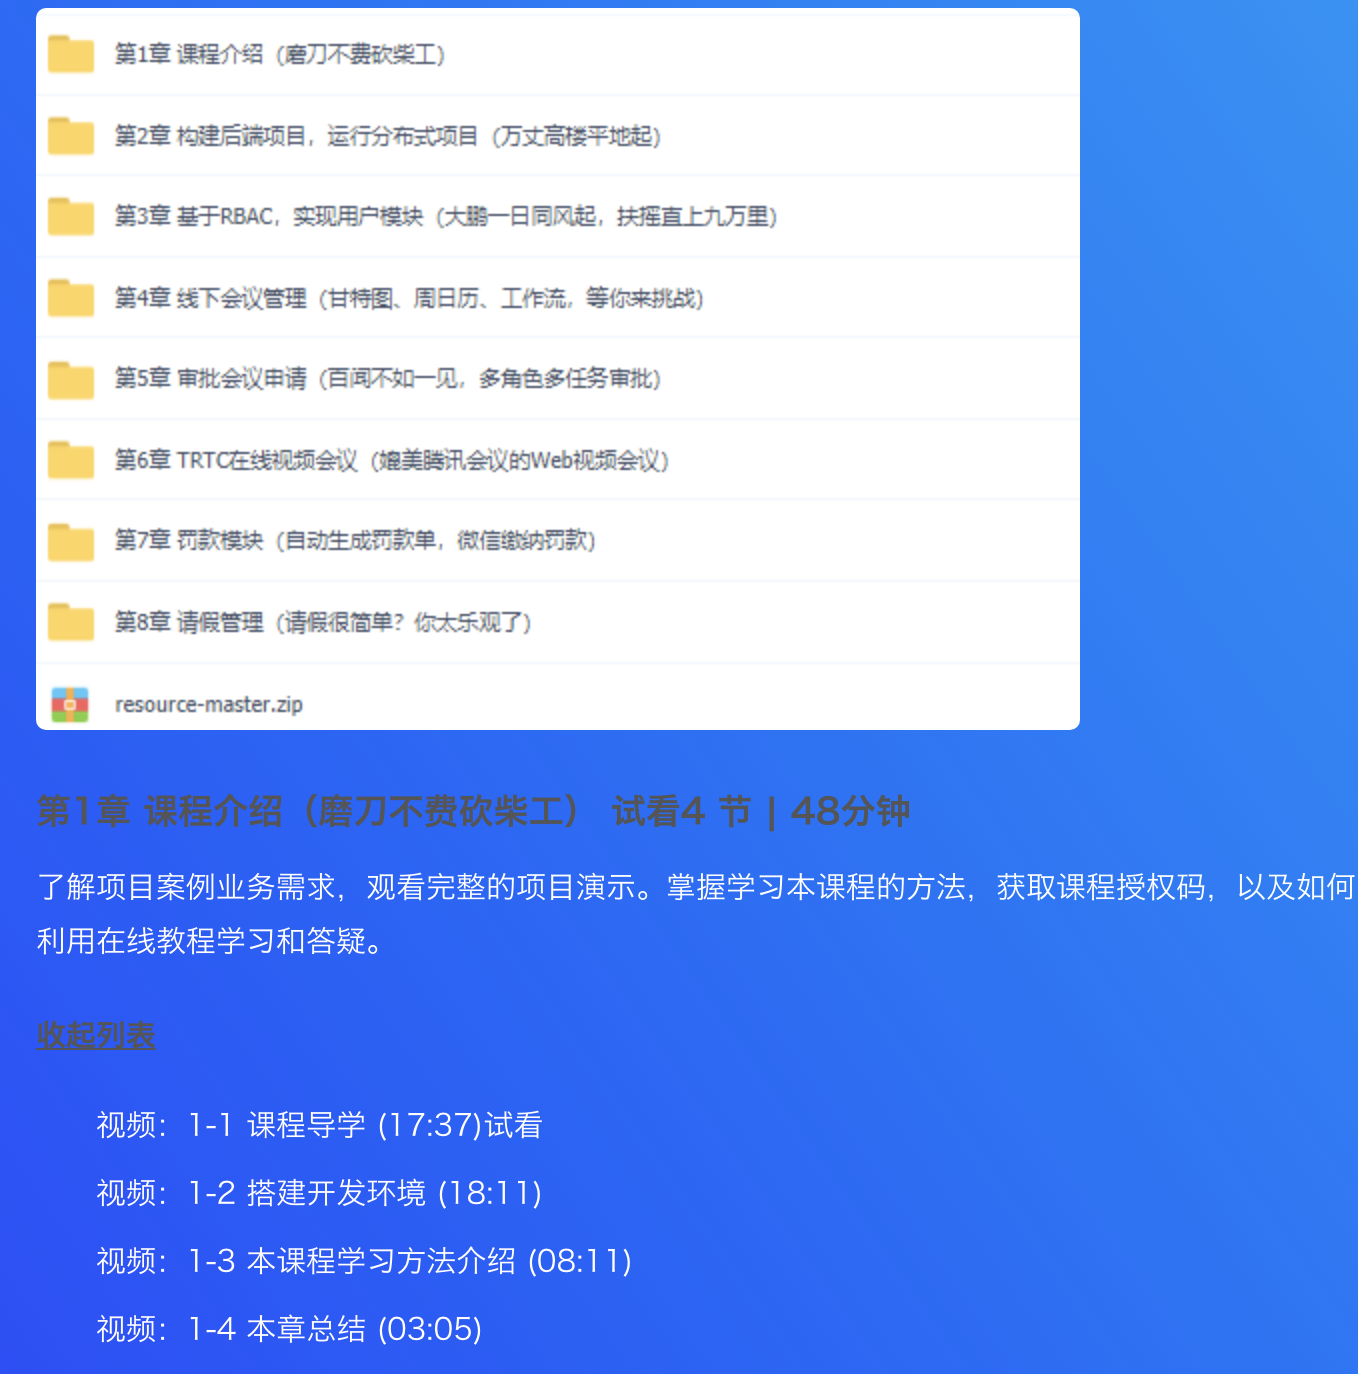 第1章 课程介绍（磨刀不费砍柴工）
第2章 构建后端项目，运行分布式项目（万丈高楼平地起）
第3章 基于RBAC，实现用户模块（大鹏一日同风起，扶摇直上九万里）
第4章 线下会议管理（甘特图、周日历、工作流，等你来挑战）
第5章 审批会议申请（百闻不如一见，多角色多任务审批）
第6章 TRTC在线视频会议（媲美腾讯会议的Web视频会议）
第7章 罚款模块（自动生成罚款单，微信缴纳罚款）
第8章 请假管理（请假很简单？你太乐观了）
resource-master.zip
第1章 课程介绍（磨刀不费砍柴工） 试看4 节 | 48分钟
了解项目案例业务需求，观看完整的项目演示。掌握学习本课程的方法，获取课程授权码，以及如何
利用在线教程学习和答疑。
收起列表
视频：1-1 课程导学 (17:37)试看
视频：1-2 搭建开发环境 (18:11)
视频：1-3 本课程学习方法介绍 (08:11)
视频：1-4 本章总结 (03:05)